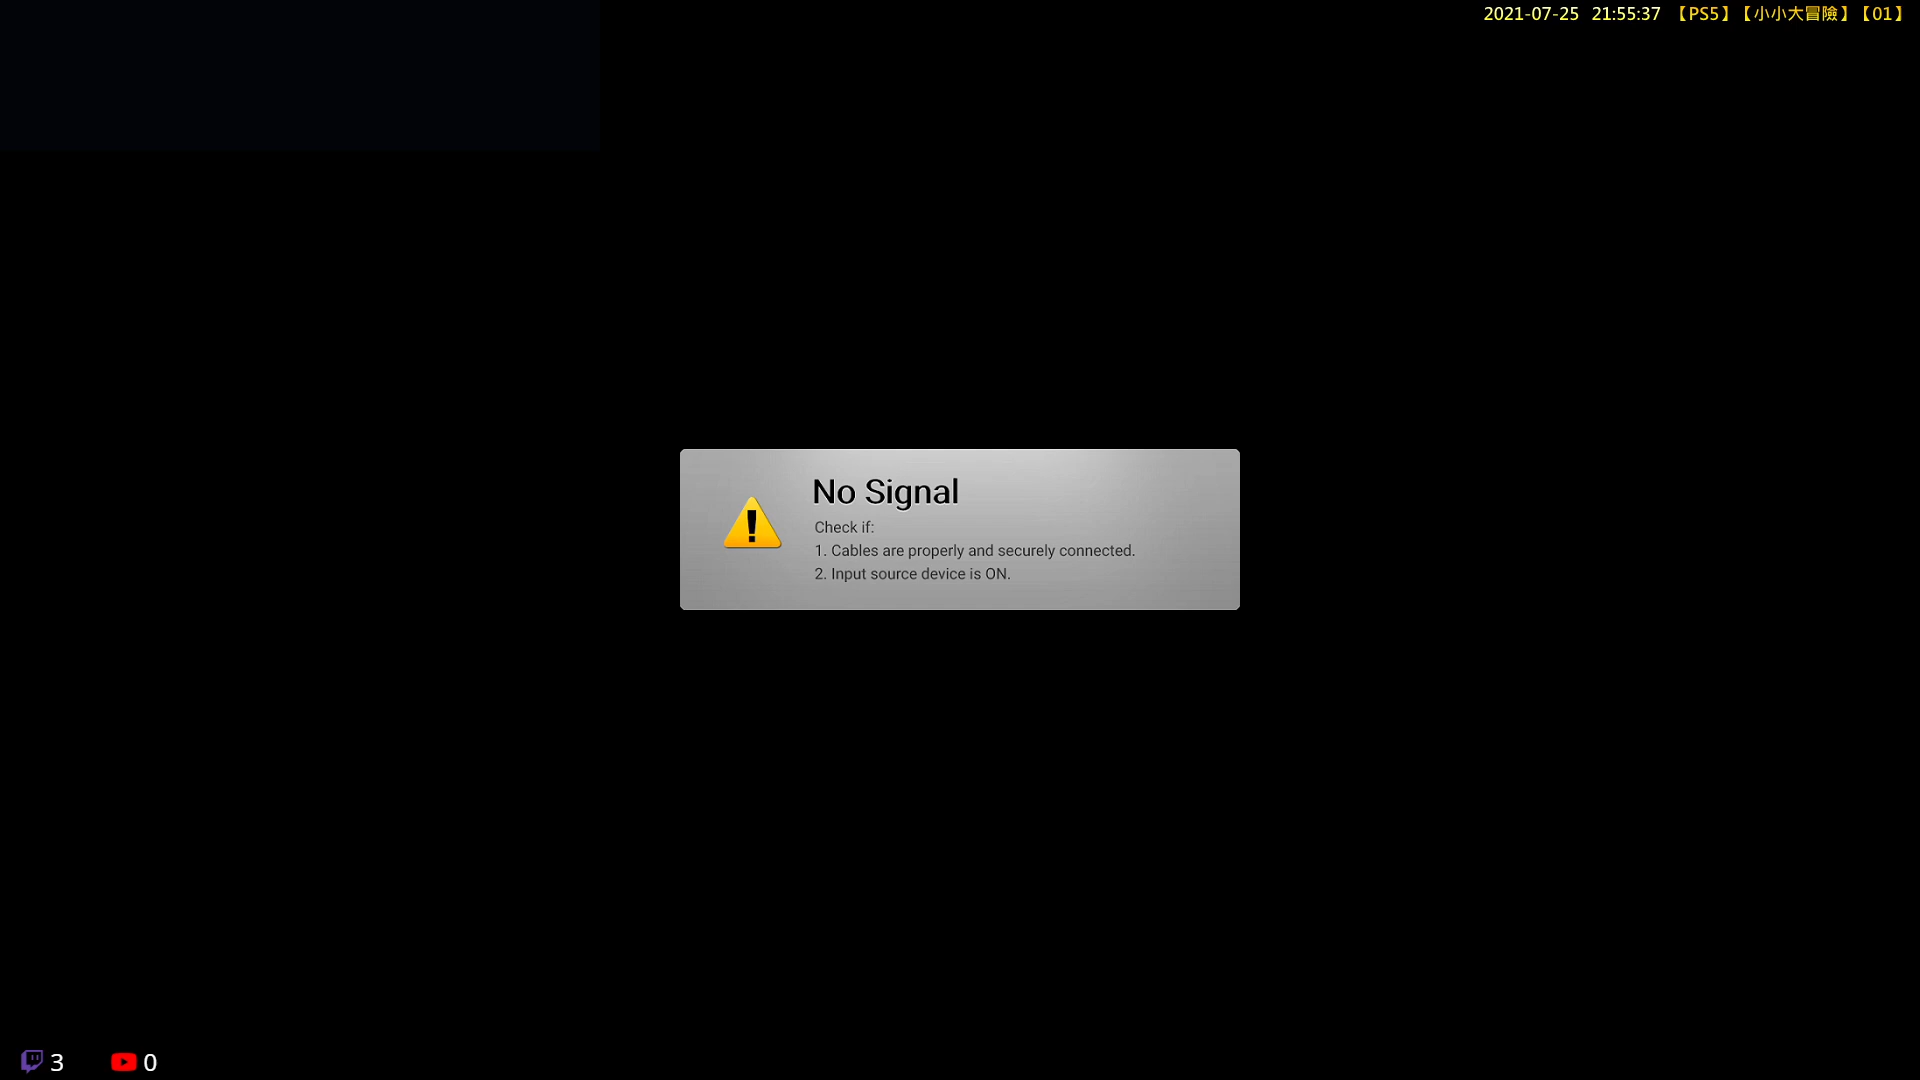 2021-07-25 21:55:37 【PS5】【小小大冒險】【01】
No Signal
Check if:
1. Cables are properly and securely connected.
2. Input source device is ON.
3 0